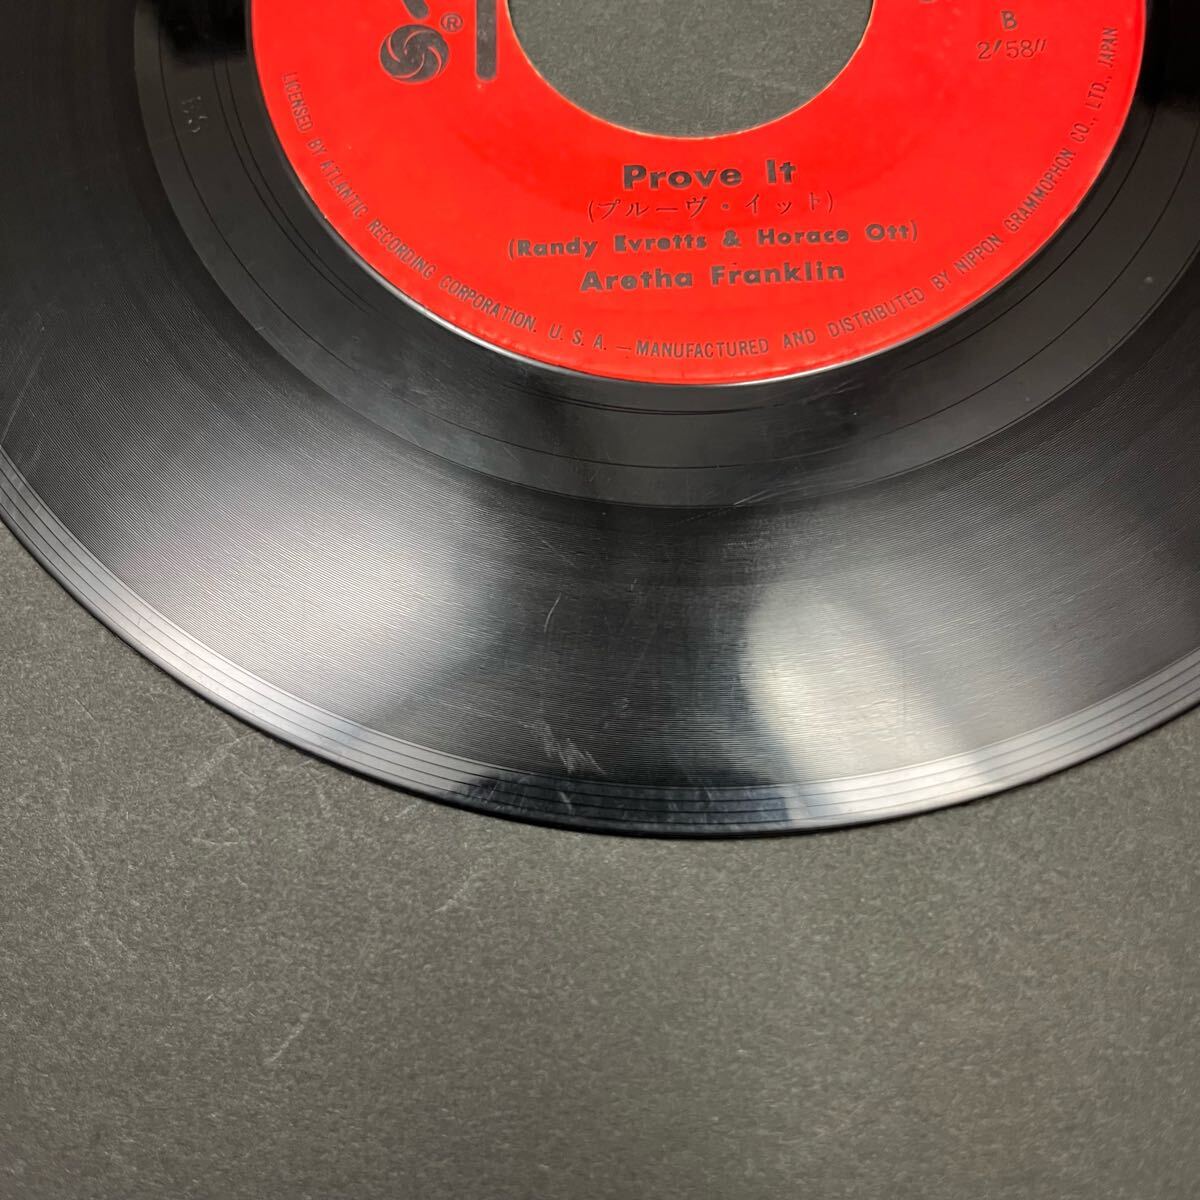 ®
B
2′58″
Prove It
(プルーヴ・イット)
(Randy Evretts & Horace Ott)
Aretha Franklin
LICENSED BY ATLANTIC RECORDING CORPORATION, U. S. A. — MANUFACTURED AND DISTRIBUTED BY NIPPON GRAMMOPHON CO., LTD., JAPAN